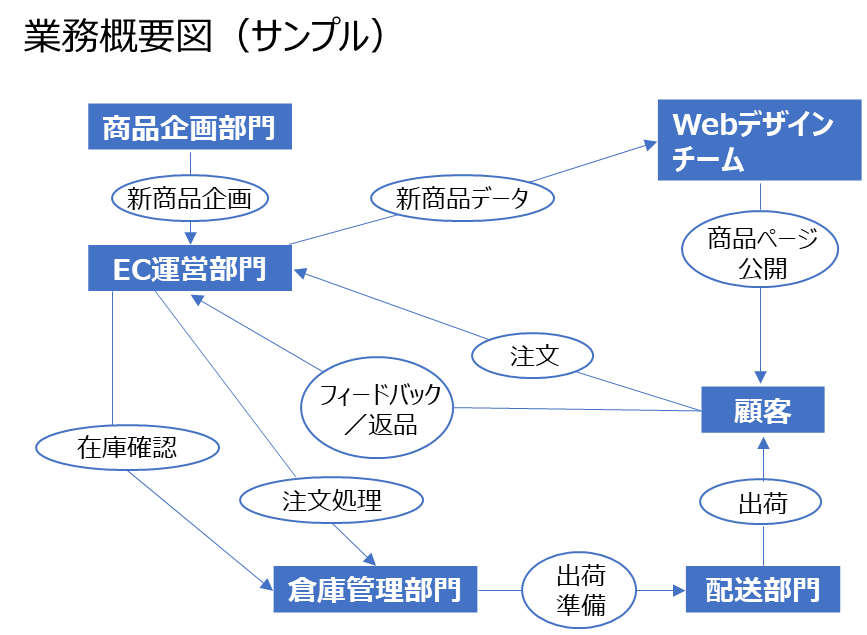 業務概要図（サンプル）
商品企画部門
Webデザイン
チーム
新商品企画
新商品データ
商品ページ
公開
EC運営部門
注文
フィードバック
／返品
顧客
在庫確認
注文処理
出荷
倉庫管理部門
出荷
準備
配送部門